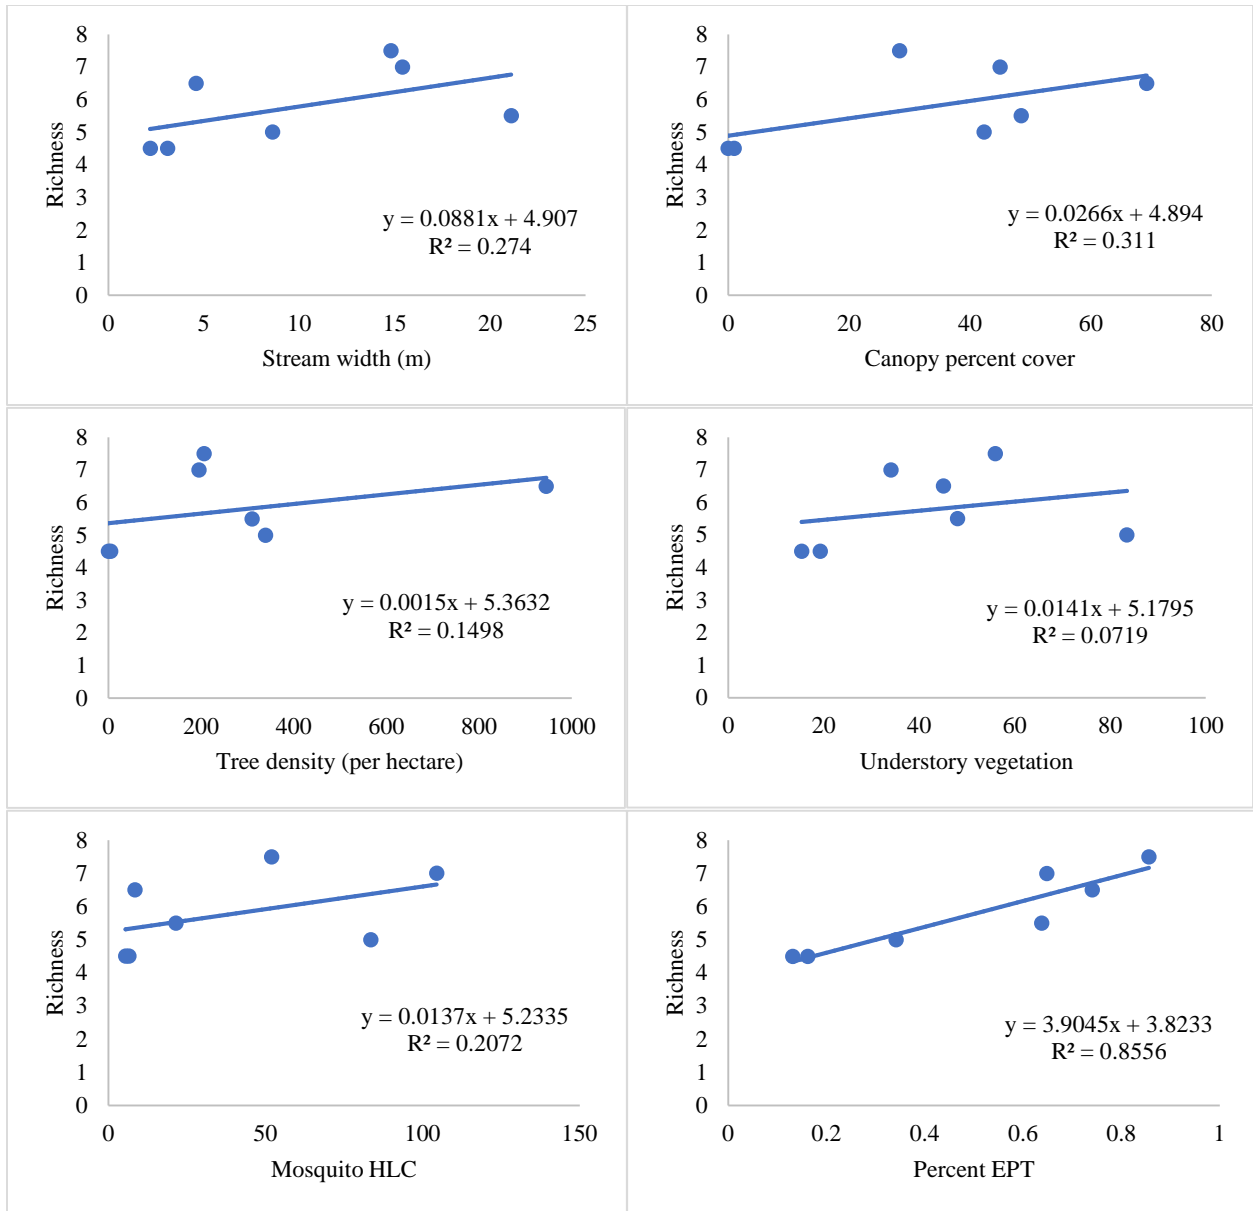 8
7
6
5
4
3
2
1
0
Richness
y = 0.0881x + 4.907
R² = 0.274
0 5 10 15 20 25
Stream width (m)
8
7
6
5
4
3
2
1
0
Richness
y = 0.0266x + 4.894
R² = 0.311
0 20 40 60 80
Canopy percent cover
8
7
6
5
4
3
2
1
0
Richness
y = 0.0015x + 5.3632
R² = 0.1498
0 200 400 600 800 1000
Tree density (per hectare)
8
7
6
5
4
3
2
1
0
Richness
y = 0.0141x + 5.1795
R² = 0.0719
0 20 40 60 80 100
Understory vegetation
8
7
6
5
4
3
2
1
0
Richness
y = 0.0137x + 5.2335
R² = 0.2072
0 50 100 150
Mosquito HLC
8
7
6
5
4
3
2
1
0
Richness
y = 3.9045x + 3.8233
R² = 0.8556
0 0.2 0.4 0.6 0.8 1
Percent EPT